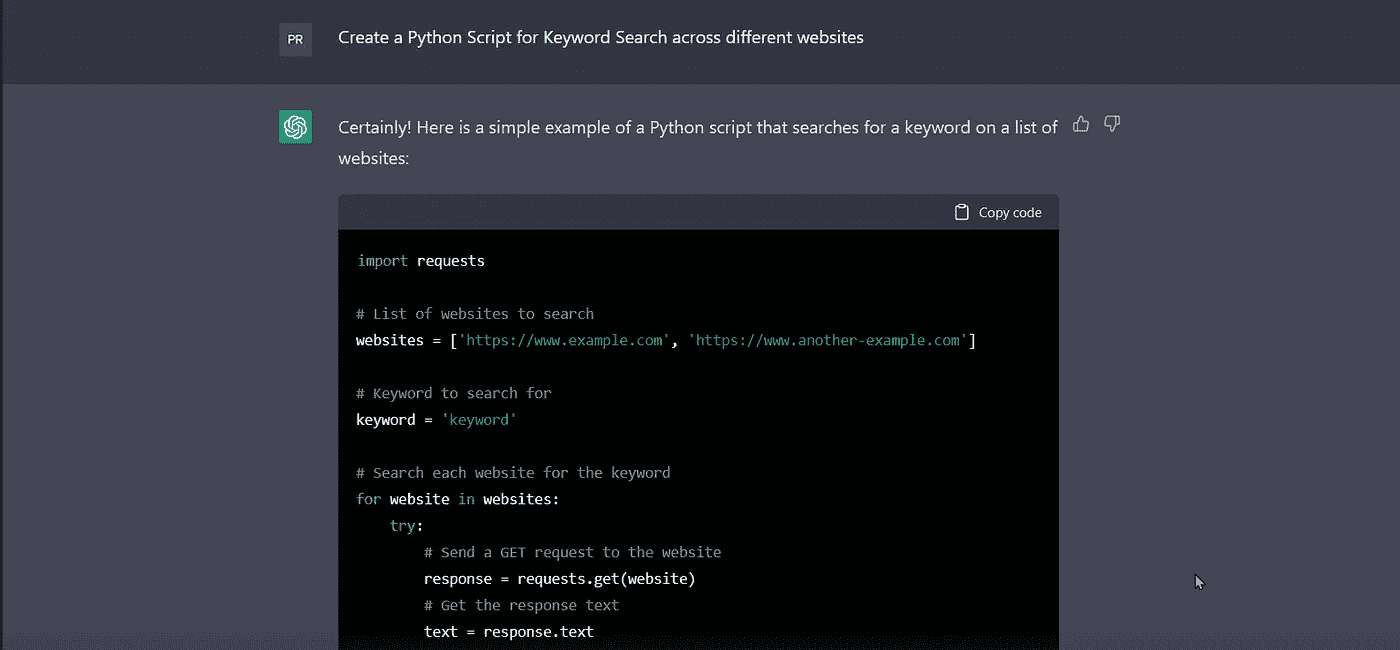 PR
Create a Python Script for Keyword Search across different websites
Certainly! Here is a simple example of a Python script that searches for a keyword on a list of
websites:
Copy code
import requests
# List of websites to search
websites = ['https://www.example.com', 'https://www.another-example.com']
# Keyword to search for
keyword = 'keyword'
# Search each website for the keyword
for website in websites:
    try:
        # Send a GET request to the website
        response = requests.get(website)
        # Get the response text
        text = response.text